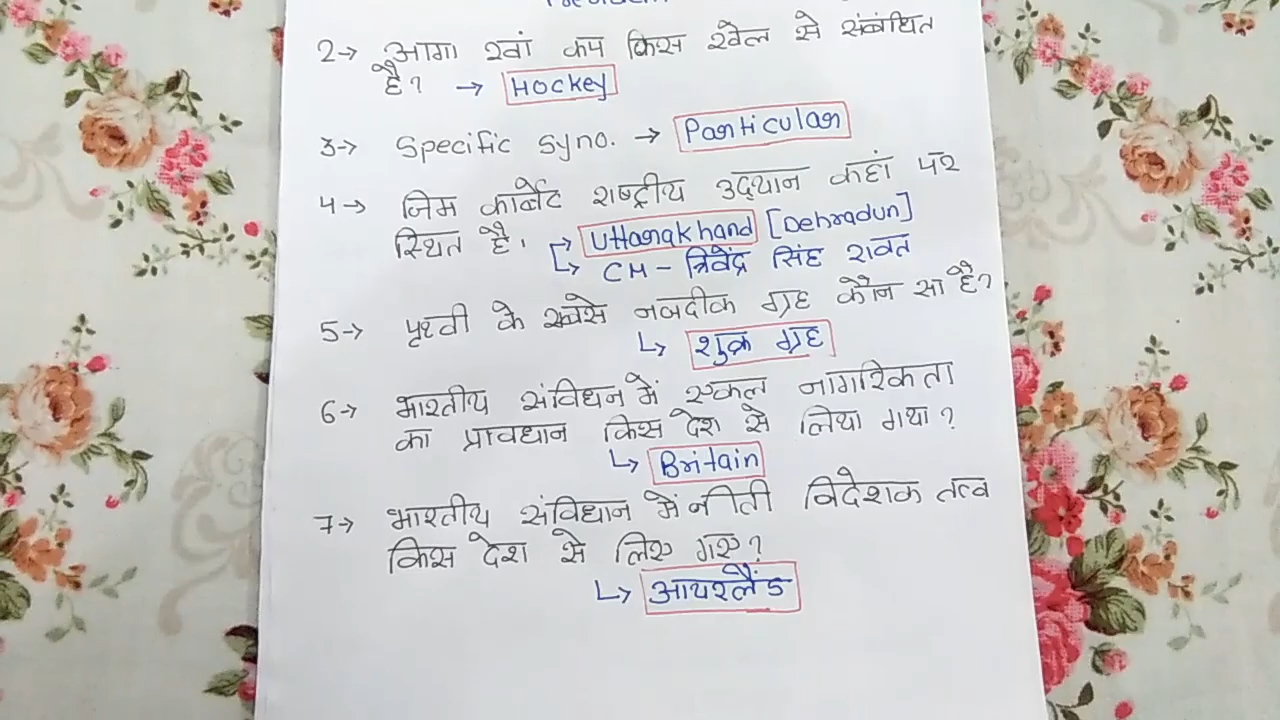 2→ आगा खां कप किस खेल से संबंधित
है? → Hockey
3→ Specific Syno. → Particular
4→ जिम कार्बेट राष्ट्रीय उद्यान कहां पर
स्थित है। → Uttarakhand [Dehradun]
→ CM - त्रिवेंद्र सिंह रावत
5→ पृथ्वी के सबसे नजदीक ग्रह कौन सा है?
→ शुक्र ग्रह
6→ भारतीय संविधन में एकल नागरिकता
का प्रावधान किस देश से लिया गया?
→ Britain
7→ भारतीय संविधान में नीती विदेशक तत्व
किस देश से लिए गए?
→ आयरलैंड